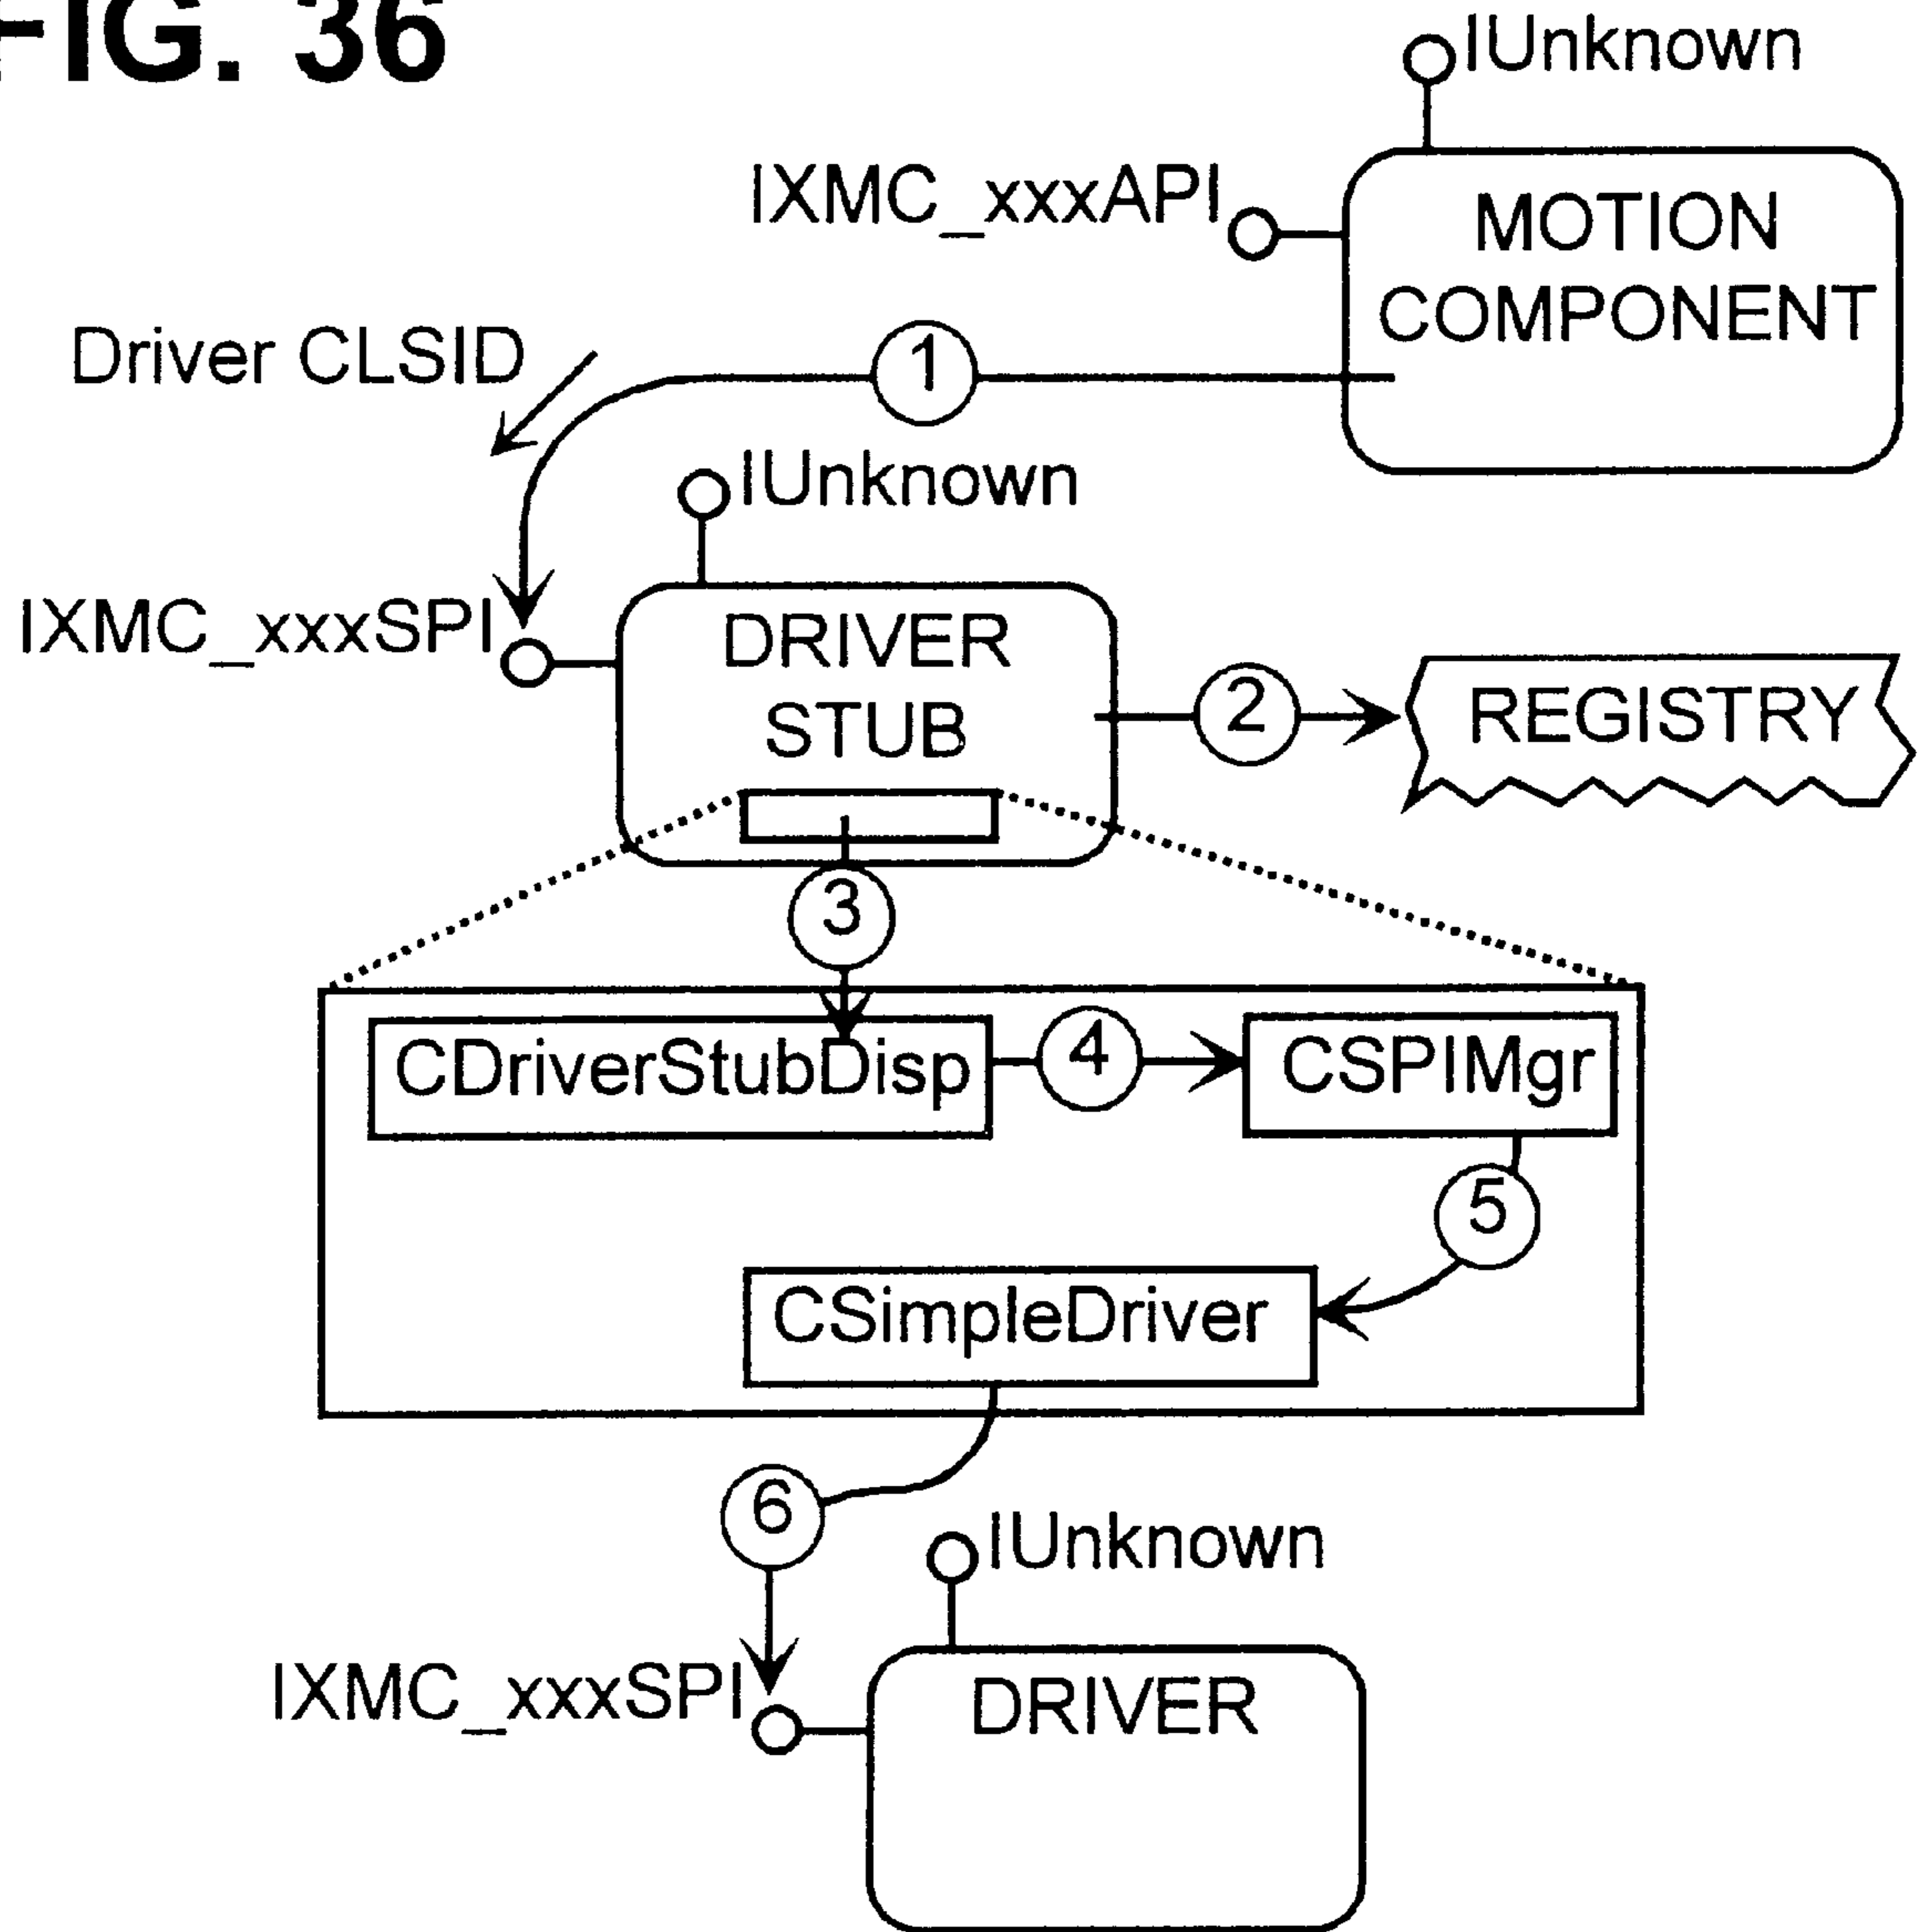 FIG. 36
IUnknown
IXMC_xxxAPI
MOTION
COMPONENT
Driver CLSID
1
IUnknown
IXMC_xxxSPI
DRIVER
STUB
2
REGISTRY
3
CDriverStubDisp
4
CSPIMgr
5
CSimpleDriver
6
IUnknown
IXMC_xxxSPI
DRIVER